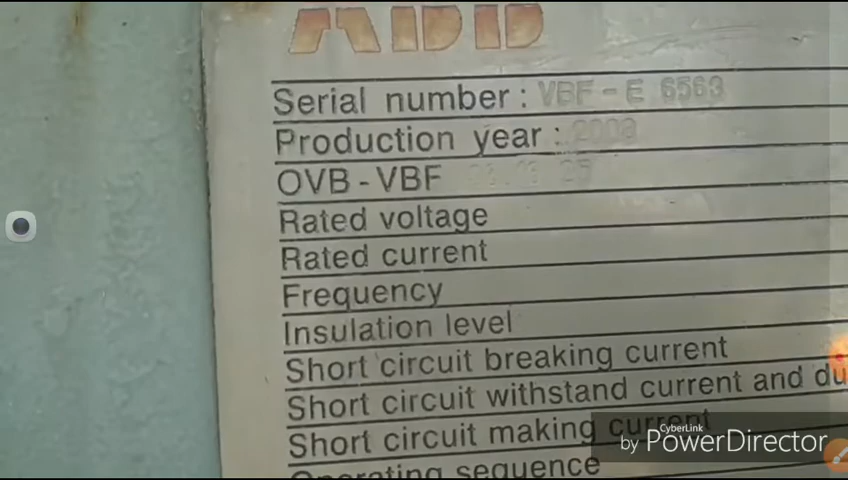 ABB
Serial number : VBF - E 6563
Production year :
OVB - VBF
Rated voltage
Rated current
Frequency
Insulation level
Short circuit breaking current
Short circuit withstand current and du
Short circuit making current
Operating sequence
CyberLink
by PowerDirector